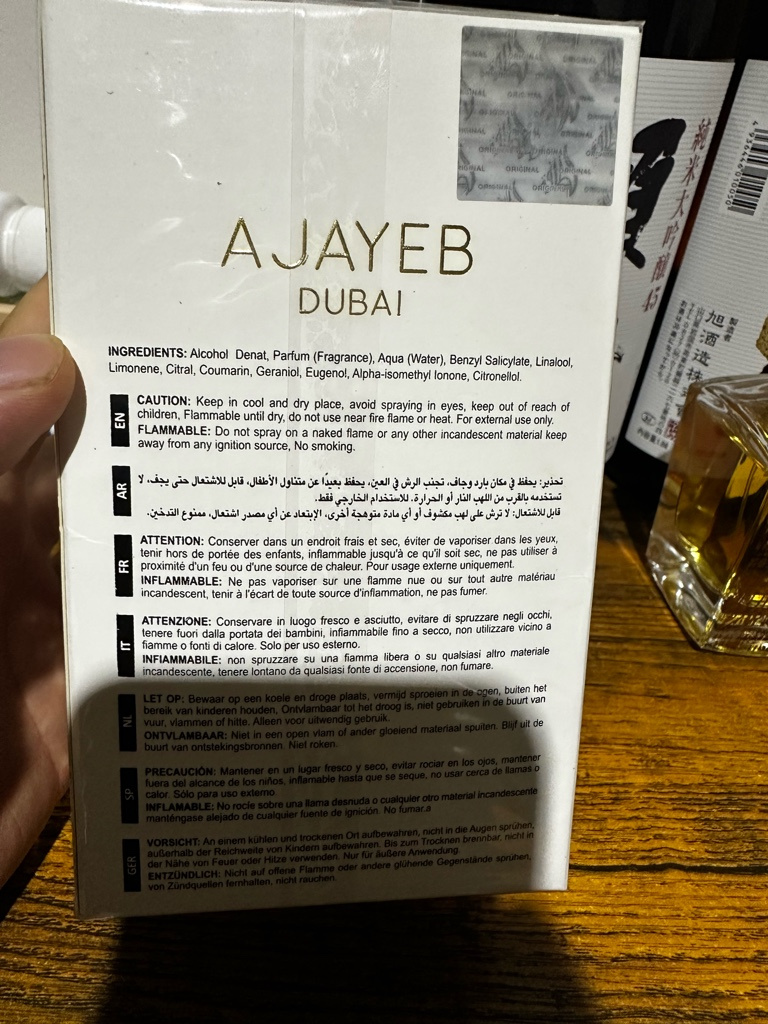 ORIGINAL
AJAYEB
DUBAI
INGREDIENTS: Alcohol Denat, Parfum (Fragrance), Aqua (Water), Benzyl Salicylate, Linalool,
Limonene, Citral, Coumarin, Geraniol, Eugenol, Alpha-isomethyl Ionone, Citronellol.
EN
CAUTION: Keep in cool and dry place, avoid spraying in eyes, keep out of reach of
children, Flammable until dry, do not use near fire flame or heat. For external use only.
FLAMMABLE: Do not spray on a naked flame or any other incandescent material keep
away from any ignition source, No smoking.
AR
تحذير: يحفظ في مكان بارد وجاف، تجنب الرش في العين، يحفظ بعيدًا عن متناول الأطفال، قابل للاشتعال حتى يجف، لا
تستخدمه بالقرب من اللهب النار أو الحرارة. للاستخدام الخارجي فقط.
قابل للاشتعال: لا ترش على لهب مكشوف أو أي مادة متوهجة أخرى، الإبتعاد عن أي مصدر اشتعال، ممنوع التدخين.
FR
ATTENTION: Conserver dans un endroit frais et sec, éviter de vaporiser dans les yeux,
tenir hors de portée des enfants, inflammable jusqu'à ce qu'il soit sec, ne pas utiliser à
proximité d'un feu ou d'une source de chaleur. Pour usage externe uniquement.
INFLAMMABLE: Ne pas vaporiser sur une flamme nue ou sur tout autre matériau
incandescent, tenir à l'écart de toute source d'inflammation, ne pas fumer.
IT
ATTENZIONE: Conservare in luogo fresco e asciutto, evitare di spruzzare negli occhi,
tenere fuori dalla portata dei bambini, infiammabile fino a secco, non utilizzare vicino a
fiamme o fonti di calore. Solo per uso esterno.
INFIAMMABILE: non spruzzare su una fiamma libera o su qualsiasi altro materiale
incandescente, tenere lontano da qualsiasi fonte di accensione, non fumare.
NL
LET OP: Bewaar op een koele en droge plaats, vermijd sproeien in de ogen, buiten het
bereik van kinderen houden, Ontvlambaar tot het droog is, niet gebruiken in de buurt van
vuur, vlammen of hitte. Alleen voor uitwendig gebruik.
ONTVLAMBAAR: Niet in een open vlam of ander gloeiend materiaal spuiten. Blijf uit de
buurt van ontstekingsbronnen. Niet roken.
SP
PRECAUCIÓN: Mantener en un lugar fresco y seco, evitar rociar en los ojos, mantener
fuera del alcance de los niños, inflamable hasta que se seque, no usar cerca de llamas o
calor. Sólo para uso externo.
INFLAMABLE: No rocíe sobre una llama desnuda o cualquier otro material incandescente
manténgase alejado de cualquier fuente de ignición. No fumar.a
GER
VORSICHT: An einem kühlen und trockenen Ort aufbewahren, nicht in die Augen sprühen,
außerhalb der Reichweite von Kindern aufbewahren. Bis zum Trocknen brennbar, nicht in
der Nähe von Feuer oder Hitze verwenden. Nur für äußere Anwendung.
ENTZÜNDLICH: Nicht auf offene Flamme oder andere glühende Gegenstände sprühen,
von Zündquellen fernhalten, nicht rauchen.
純米大吟醸 45
製造者
旭酒造株
4 936446 010050